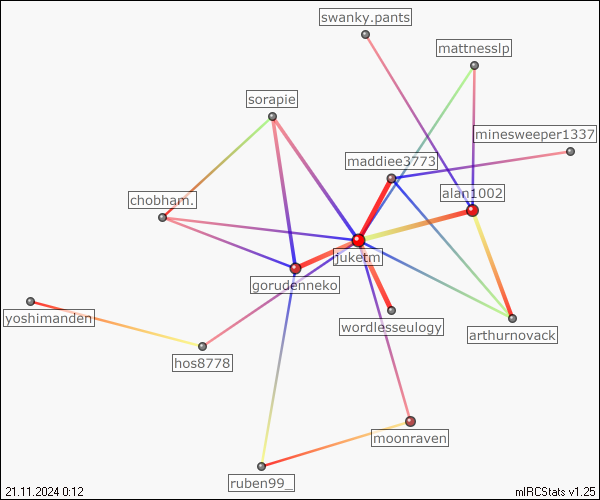 swanky.pants
mattnesslp
sorapie
minesweeper1337
maddiee3773
alan1002
chobham.
juketm
gorudenneko
yoshimanden
wordlesseulogy
arthurnovack
hos8778
moonraven
ruben99_
21.11.2024 0:12
mIRCStats v1.25